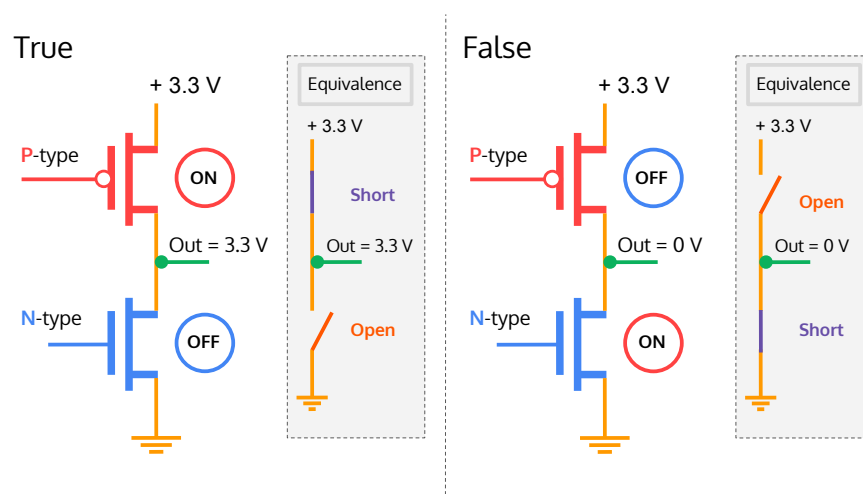 True
+ 3.3 V
P-type
ON
Out = 3.3 V
N-type
OFF
Equivalence
+ 3.3 V
Short
Out = 3.3 V
Open
False
+ 3.3 V
P-type
OFF
Out = 0 V
N-type
ON
Equivalence
+ 3.3 V
Open
Out = 0 V
Short